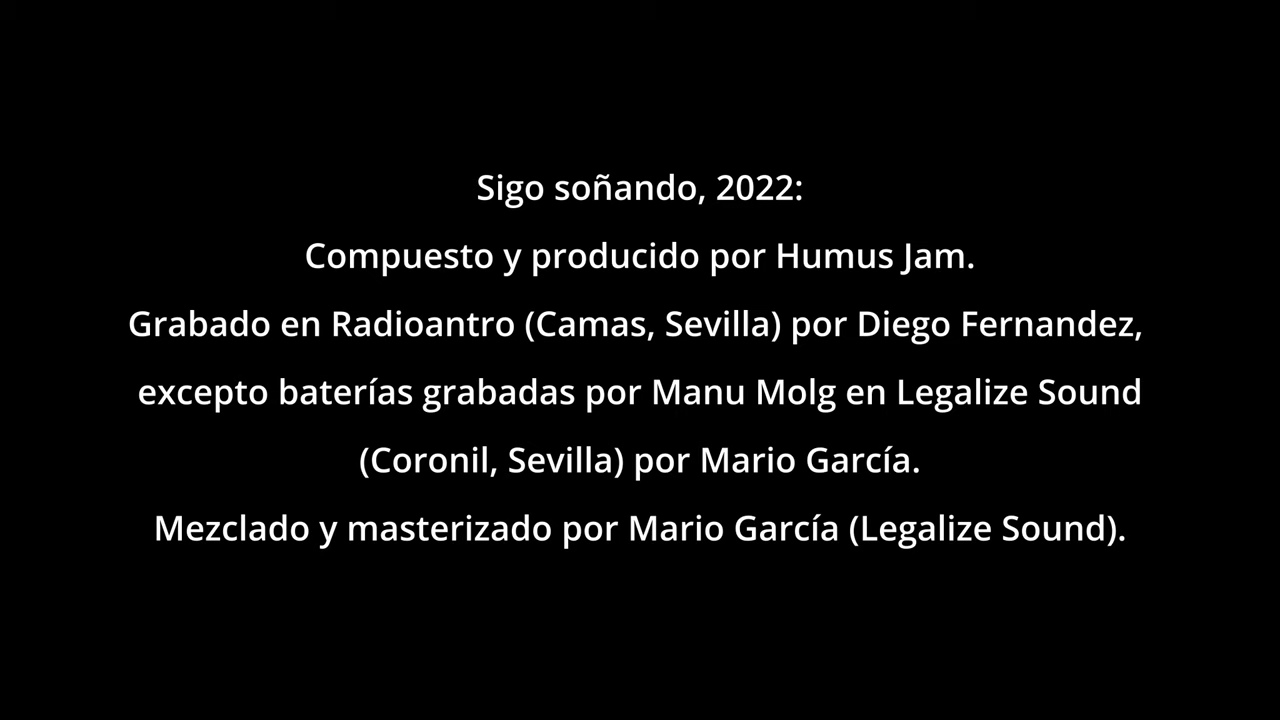 Sigo soñando, 2022:
Compuesto y producido por Humus Jam.
Grabado en Radioantro (Camas, Sevilla) por Diego Fernandez,
excepto baterías grabadas por Manu Molg en Legalize Sound
(Coronil, Sevilla) por Mario García.
Mezclado y masterizado por Mario García (Legalize Sound).